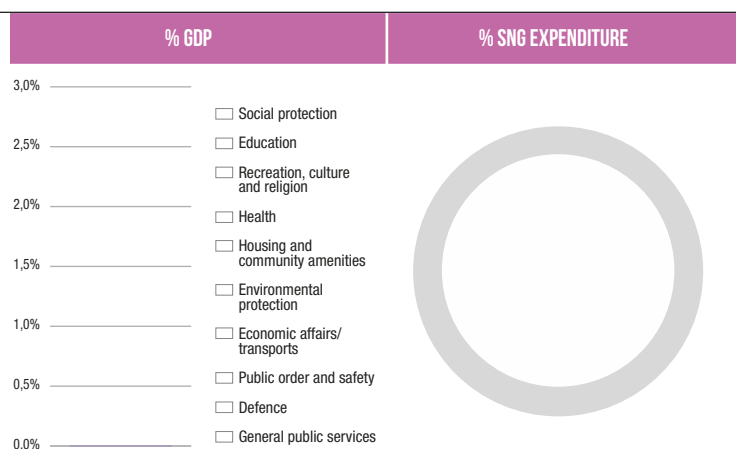 % GDP
% SNG EXPENDITURE
3,0%
2,5%
2,0%
1,5%
1,0%
0,5%
0,0%
Social protection
Education
Recreation, culture
and religion
Health
Housing and
community amenities
Environmental
protection
Economic affairs/
transports
Public order and safety
Defence
General public services